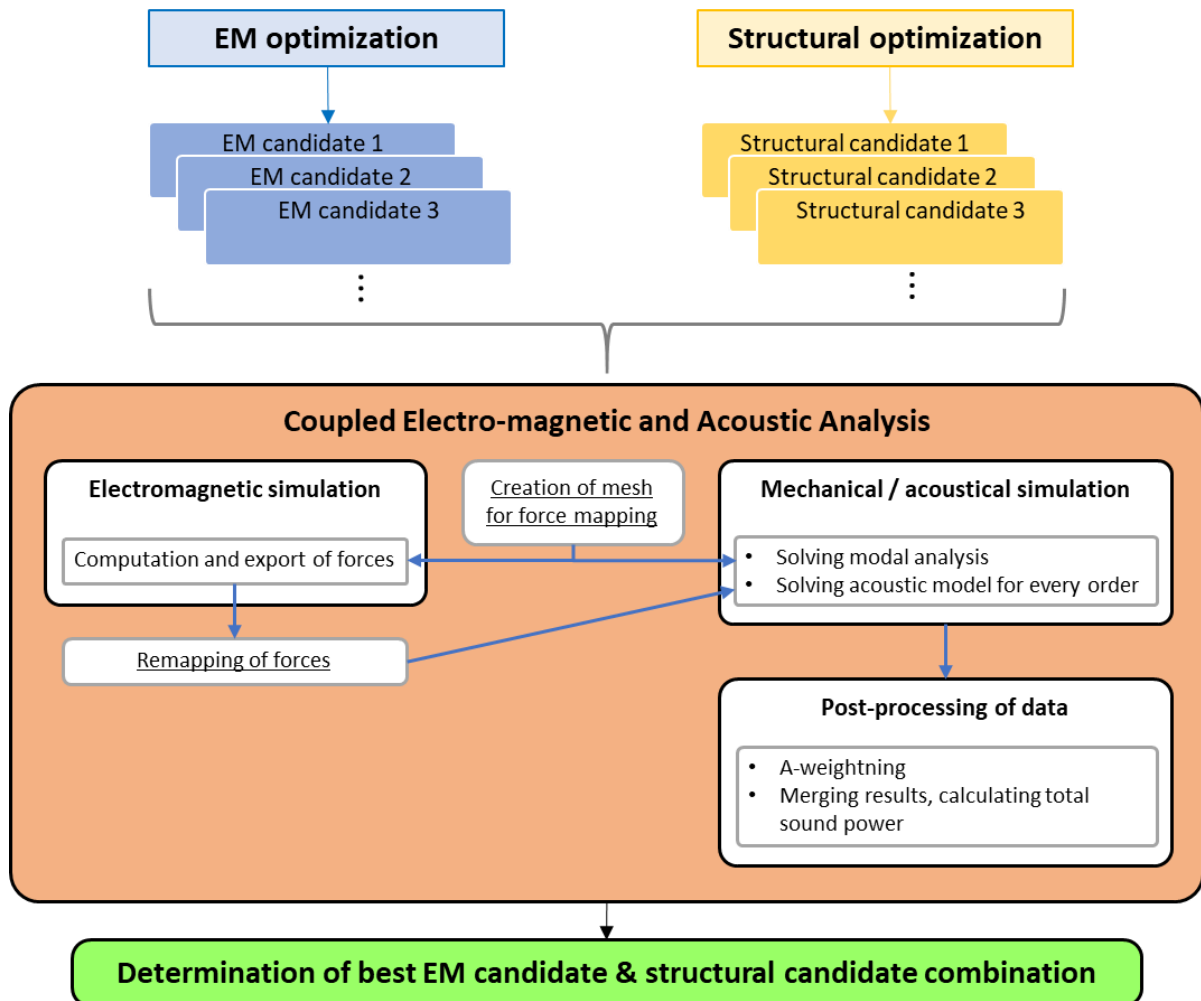 EM optimization
Structural optimization
EM candidate 1
EM candidate 2
EM candidate 3
⋮
Structural candidate 1
Structural candidate 2
Structural candidate 3
⋮
Coupled Electro-magnetic and Acoustic Analysis
Electromagnetic simulation
Computation and export of forces
Creation of mesh
for force mapping
Mechanical / acoustical simulation
• Solving modal analysis
• Solving acoustic model for every order
Remapping of forces
Post-processing of data
• A-weightning
• Merging results, calculating total
sound power
Determination of best EM candidate & structural candidate combination